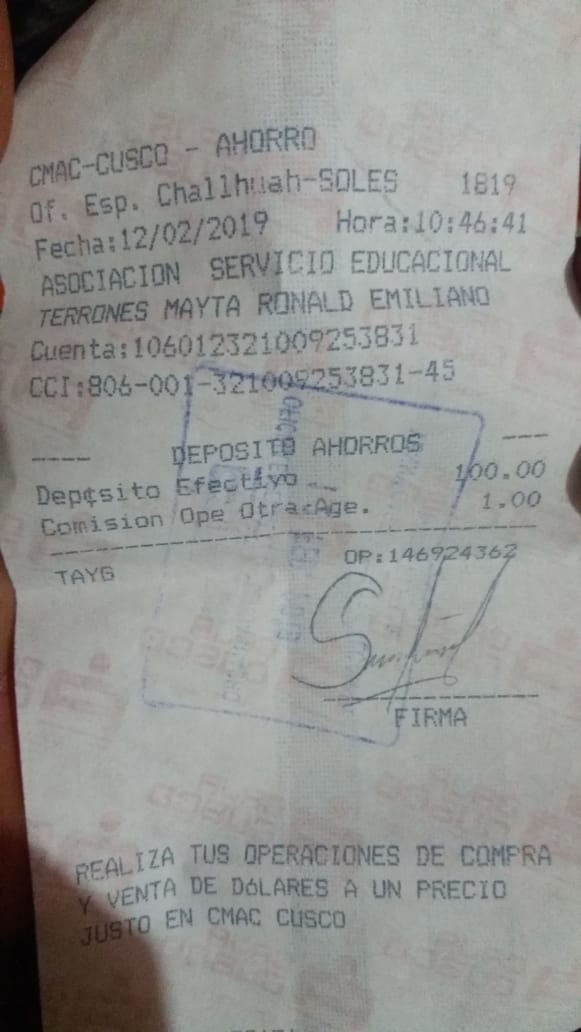 CMAC-CUSCO - AHORRO
Of. Esp. Challhuah-SOLES 1819
Fecha:12/02/2019 Hora:10:46:41
ASOCIACION SERVICIO EDUCACIONAL
TERRONES MAYTA RONALD EMILIANO
Cuenta:106012321009253831
CCI:806-001-321009253831-45
---- DEPOSITO AHORROS ---
Dep¢sito Efectivo 100.00
Comision Ope Otra Age. 1.00
TAYG OP:146924362
FIRMA
REALIZA TUS OPERACIONES DE COMPRA
Y VENTA DE DóLARES A UN PRECIO
JUSTO EN CMAC CUSCO